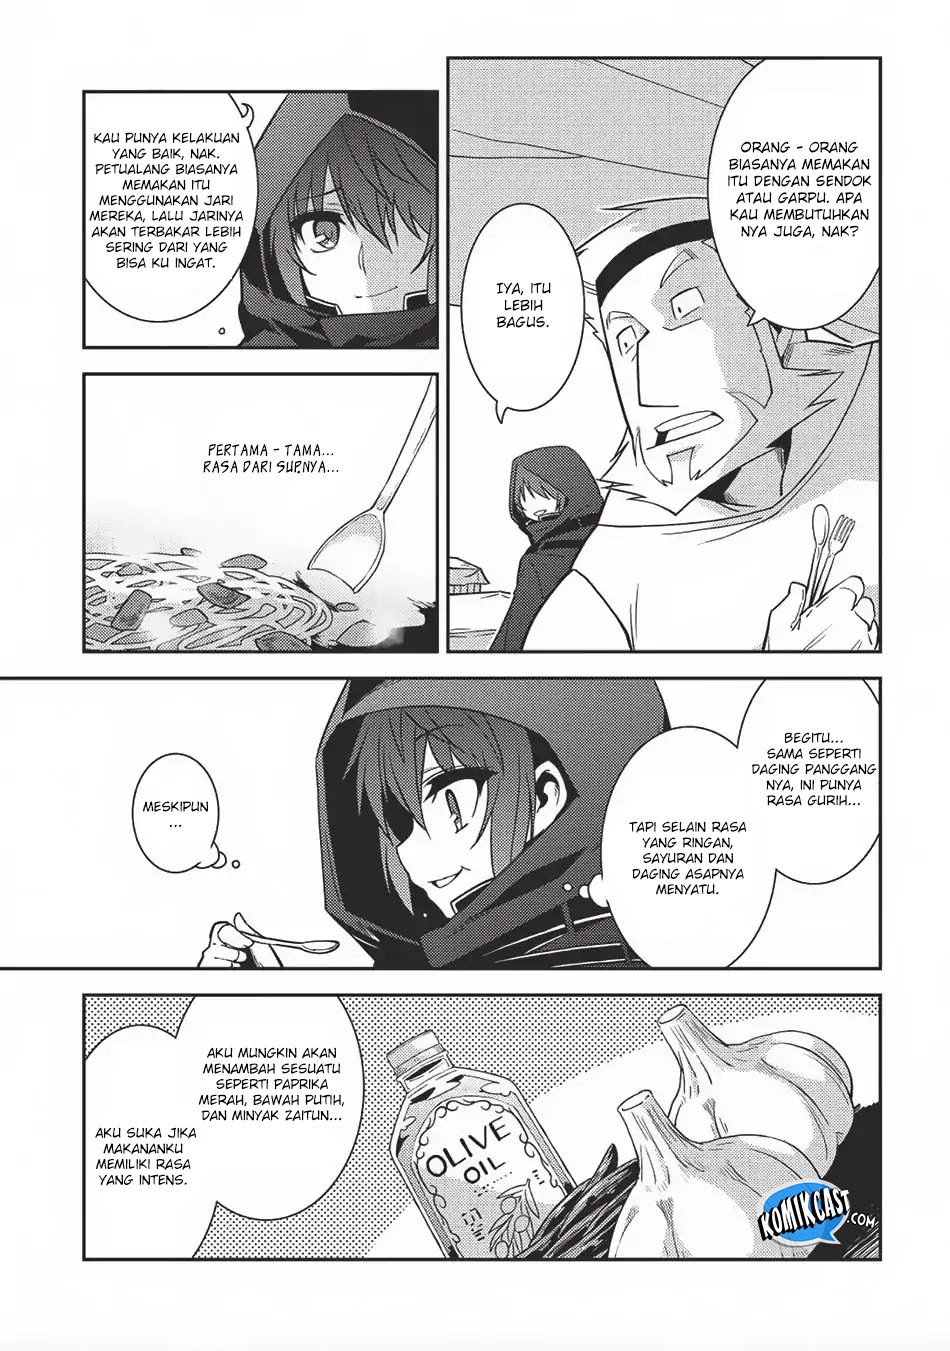 ORANG - ORANG
BIASANYA MEMAKAN
ITU DENGAN SENDOK
ATAU GARPU. APA
KAU MEMBUTUHKAN
NYA JUGA, NAK?
IYA, ITU
LEBIH
BAGUS.
KAU PUNYA KELAKUAN
YANG BAIK, NAK.
PETUALANG BIASANYA
MEMAKAN ITU
MENGGUNAKAN JARI
MEREKA, LALU JARINYA
AKAN TERBAKAR LEBIH
SERING DARI YANG
BISA KU INGAT.
PERTAMA - TAMA...
RASA DARI SUPNYA...
BEGITU...
SAMA SEPERTI
DAGING PANGGANG
NYA, INI PUNYA
RASA GURIH...
TAPI SELAIN RASA
YANG RINGAN,
SAYURAN DAN
DAGING ASAPNYA
MENYATU.
MESKIPUN
...
AKU MUNGKIN AKAN
MENAMBAH SESUATU
SEPERTI PAPRIKA
MERAH, BAWAH PUTIH,
DAN MINYAK ZAITUN...
AKU SUKA JIKA
MAKANANKU
MEMILIKI RASA
YANG INTENS.
OLIVE
OIL
KOMIKCAST
.COM